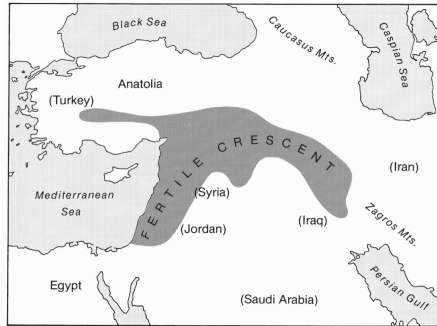 Black Sea
Caucasus Mts.
Caspian Sea
Anatolia
(Turkey)
FERTILE CRESCENT
(Iran)
Mediterranean
Sea
(Syria)
(Iraq)
Zagros Mts.
(Jordan)
Egypt
(Saudi Arabia)
Persian Gulf